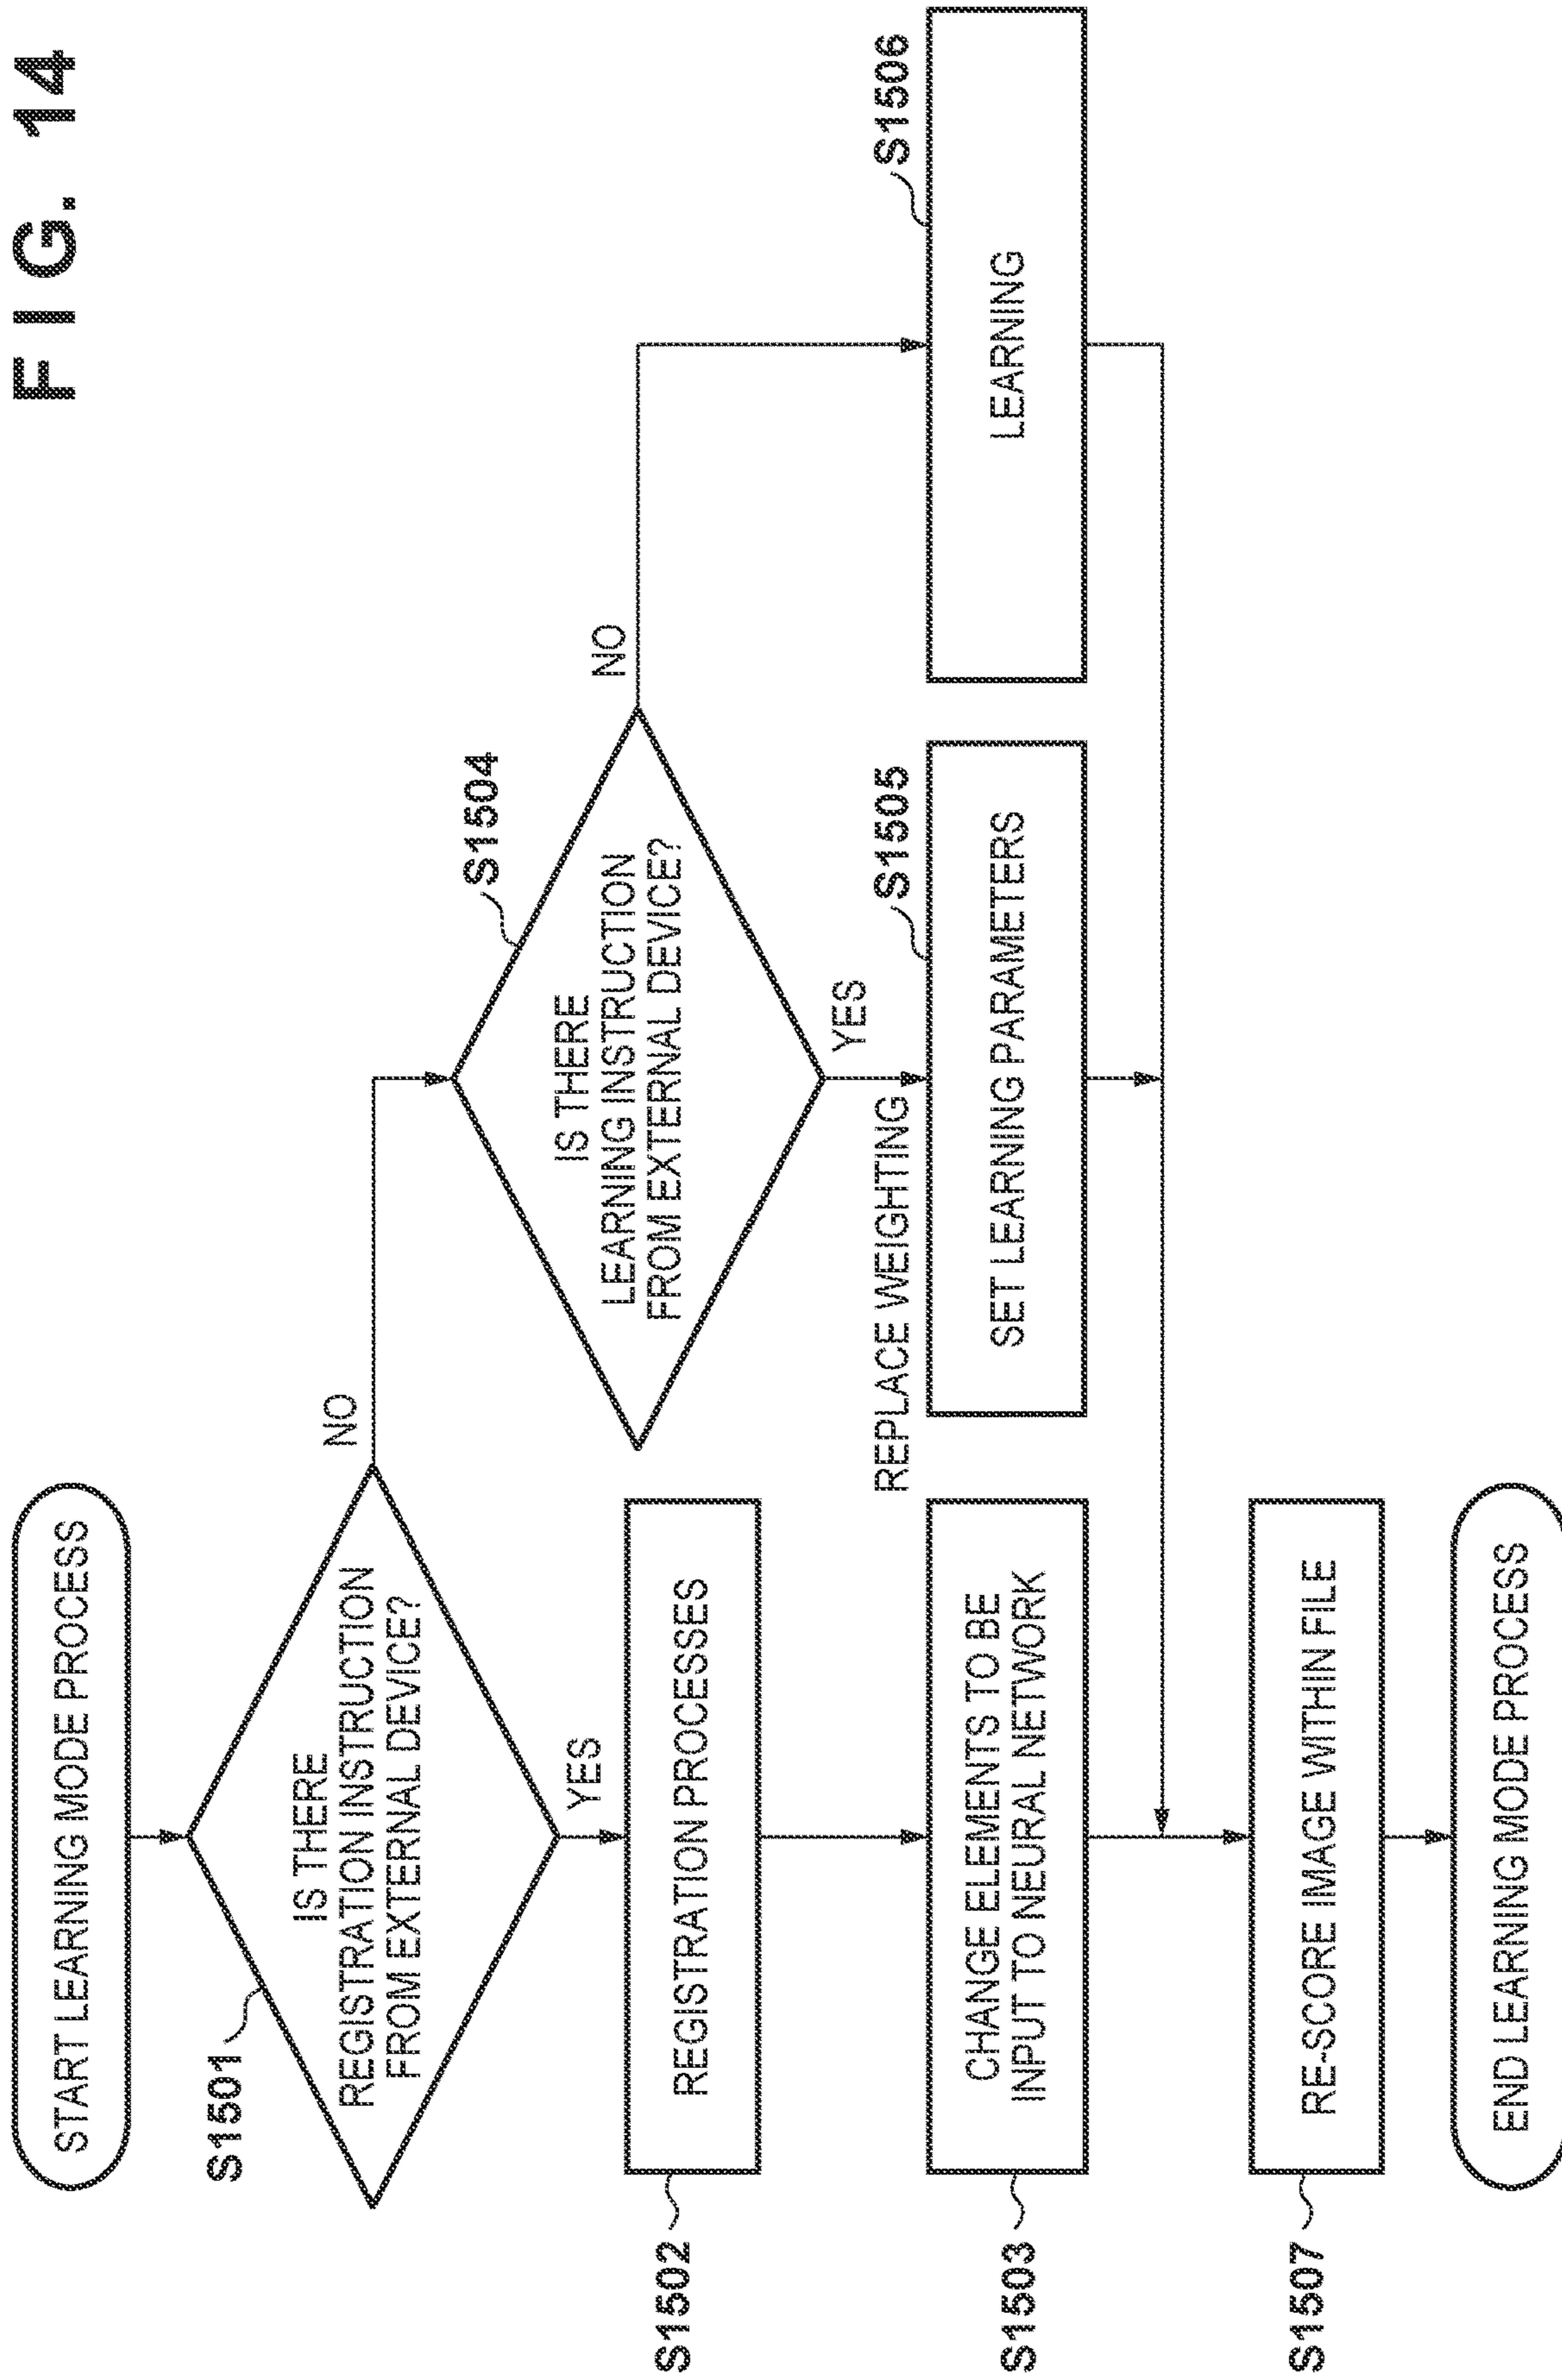 FIG. 14
START LEARNING MODE PROCESS
S1501
IS THERE
REGISTRATION INSTRUCTION
FROM EXTERNAL DEVICE?
NO
YES
S1502
REGISTRATION PROCESSES
S1504
IS THERE
LEARNING INSTRUCTION
FROM EXTERNAL DEVICE?
NO
YES
S1503
CHANGE ELEMENTS TO BE
INPUT TO NEURAL NETWORK
REPLACE WEIGHTING
S1505
SET LEARNING PARAMETERS
S1506
LEARNING
S1507
RE-SCORE IMAGE WITHIN FILE
END LEARNING MODE PROCESS